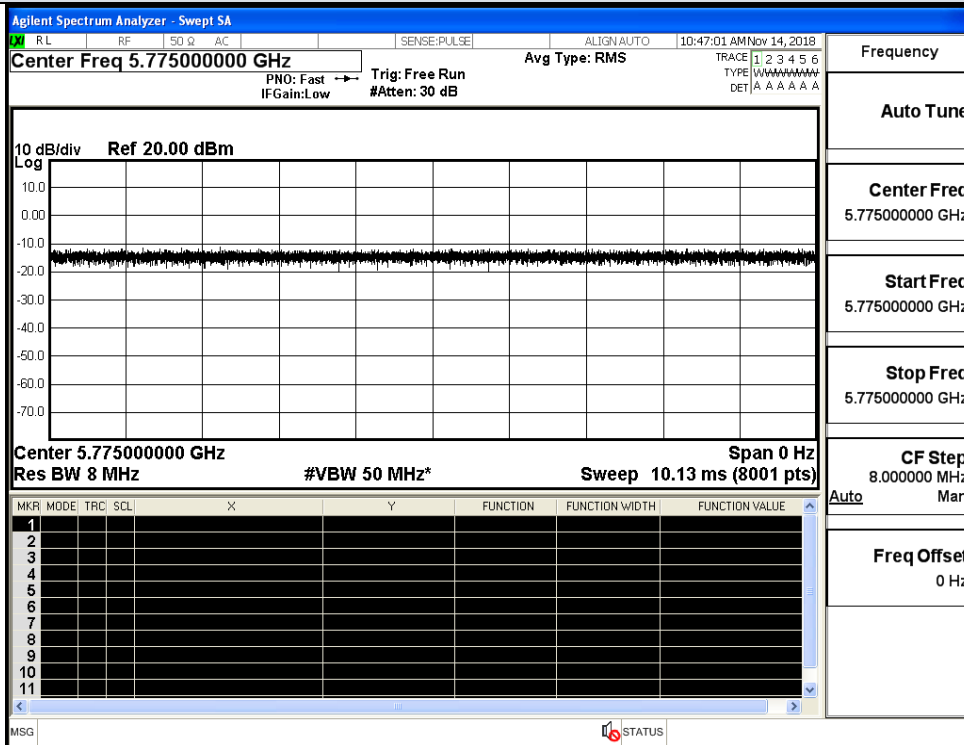 Agilent Spectrum Analyzer - Swept SA
LXI RL RF 50 Ω AC SENSE:PULSE ALIGN AUTO 10:47:01 AM Nov 14, 2018
Center Freq 5.775000000 GHz
Avg Type: RMS
TRACE 1 2 3 4 5 6
PNO: Fast
Trig: Free Run
TYPE W W W W W W
IFGain:Low
#Atten: 30 dB
DET A A A A A A
10 dB/div Ref 20.00 dBm
Log
10.0
0.00
-10.0
-20.0
-30.0
-40.0
-50.0
-60.0
-70.0
Center 5.775000000 GHz Span 0 Hz
Res BW 8 MHz #VBW 50 MHz* Sweep 10.13 ms (8001 pts)
MKR MODE TRC SCL X Y FUNCTION FUNCTION WIDTH FUNCTION VALUE
1
2
3
4
5
6
7
8
9
10
11
MSG STATUS
Frequency
Auto Tune
Center Freq
5.775000000 GHz
Start Freq
5.775000000 GHz
Stop Freq
5.775000000 GHz
CF Step
8.000000 MHz
Auto Man
Freq Offset
0 Hz